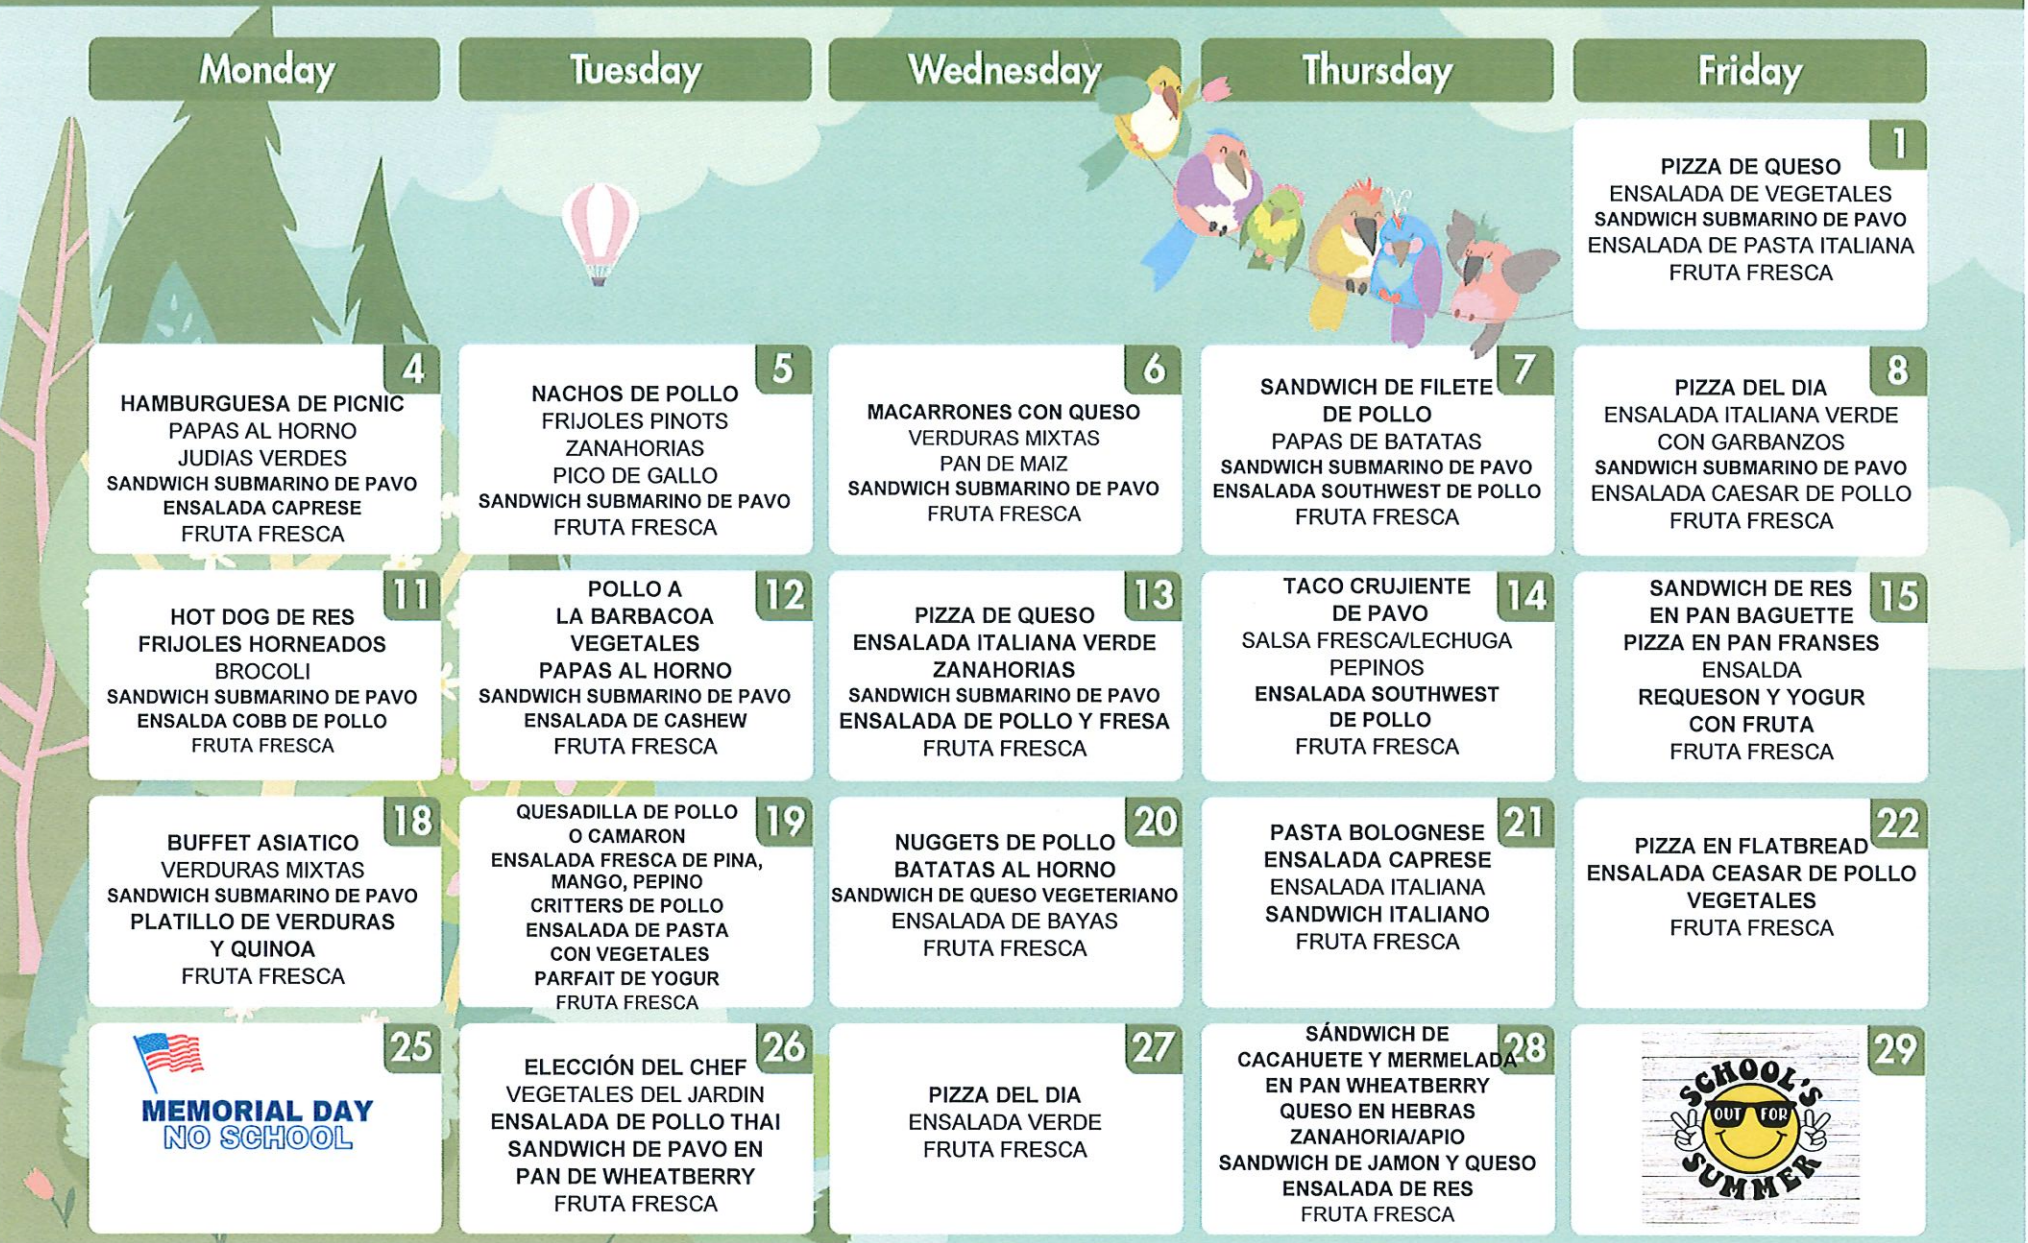 Monday
Tuesday
Wednesday
Thursday
Friday
1
PIZZA DE QUESO
ENSALADA DE VEGETALES
SANDWICH SUBMARINO DE PAVO
ENSALADA DE PASTA ITALIANA
FRUTA FRESCA
4
HAMBURGUESA DE PICNIC
PAPAS AL HORNO
JUDIAS VERDES
SANDWICH SUBMARINO DE PAVO
ENSALADA CAPRESE
FRUTA FRESCA
5
NACHOS DE POLLO
FRIJOLES PINOTS
ZANAHORIAS
PICO DE GALLO
SANDWICH SUBMARINO DE PAVO
FRUTA FRESCA
6
MACARRONES CON QUESO
VERDURAS MIXTAS
PAN DE MAIZ
SANDWICH SUBMARINO DE PAVO
FRUTA FRESCA
7
SANDWICH DE FILETE
DE POLLO
PAPAS DE BATATAS
SANDWICH SUBMARINO DE PAVO
ENSALADA SOUTHWEST DE POLLO
FRUTA FRESCA
8
PIZZA DEL DIA
ENSALADA ITALIANA VERDE
CON GARBANZOS
SANDWICH SUBMARINO DE PAVO
ENSALADA CAESAR DE POLLO
FRUTA FRESCA
11
HOT DOG DE RES
FRIJOLES HORNEADOS
BROCOLI
SANDWICH SUBMARINO DE PAVO
ENSALDA COBB DE POLLO
FRUTA FRESCA
12
POLLO A
LA BARBACOA
VEGETALES
PAPAS AL HORNO
SANDWICH SUBMARINO DE PAVO
ENSALADA DE CASHEW
FRUTA FRESCA
13
PIZZA DE QUESO
ENSALADA ITALIANA VERDE
ZANAHORIAS
SANDWICH SUBMARINO DE PAVO
ENSALADA DE POLLO Y FRESA
FRUTA FRESCA
14
TACO CRUJIENTE
DE PAVO
SALSA FRESCA/LECHUGA
PEPINOS
ENSALADA SOUTHWEST
DE POLLO
FRUTA FRESCA
15
SANDWICH DE RES
EN PAN BAGUETTE
PIZZA EN PAN FRANSES
ENSALDA
REQUESON Y YOGUR
CON FRUTA
FRUTA FRESCA
18
BUFFET ASIATICO
VERDURAS MIXTAS
SANDWICH SUBMARINO DE PAVO
PLATILLO DE VERDURAS
Y QUINOA
FRUTA FRESCA
19
QUESADILLA DE POLLO
O CAMARON
ENSALADA FRESCA DE PINA,
MANGO, PEPINO
CRITTERS DE POLLO
ENSALADA DE PASTA
CON VEGETALES
PARFAIT DE YOGUR
FRUTA FRESCA
20
NUGGETS DE POLLO
BATATAS AL HORNO
SANDWICH DE QUESO VEGETERIANO
ENSALADA DE BAYAS
FRUTA FRESCA
21
PASTA BOLOGNESE
ENSALADA CAPRESE
ENSALADA ITALIANA
SANDWICH ITALIANO
FRUTA FRESCA
22
PIZZA EN FLATBREAD
ENSALADA CEASAR DE POLLO
VEGETALES
FRUTA FRESCA
25
MEMORIAL DAY
NO SCHOOL
26
ELECCIÓN DEL CHEF
VEGETALES DEL JARDIN
ENSALADA DE POLLO THAI
SANDWICH DE PAVO EN
PAN DE WHEATBERRY
FRUTA FRESCA
27
PIZZA DEL DIA
ENSALADA VERDE
FRUTA FRESCA
28
SÁNDWICH DE
CACAHUETE Y MERMELADA
EN PAN WHEATBERRY
QUESO EN HEBRAS
ZANAHORIA/APIO
SANDWICH DE JAMON Y QUESO
ENSALADA DE RES
FRUTA FRESCA
29
SCHOOL'S
OUT FOR
SUMMER